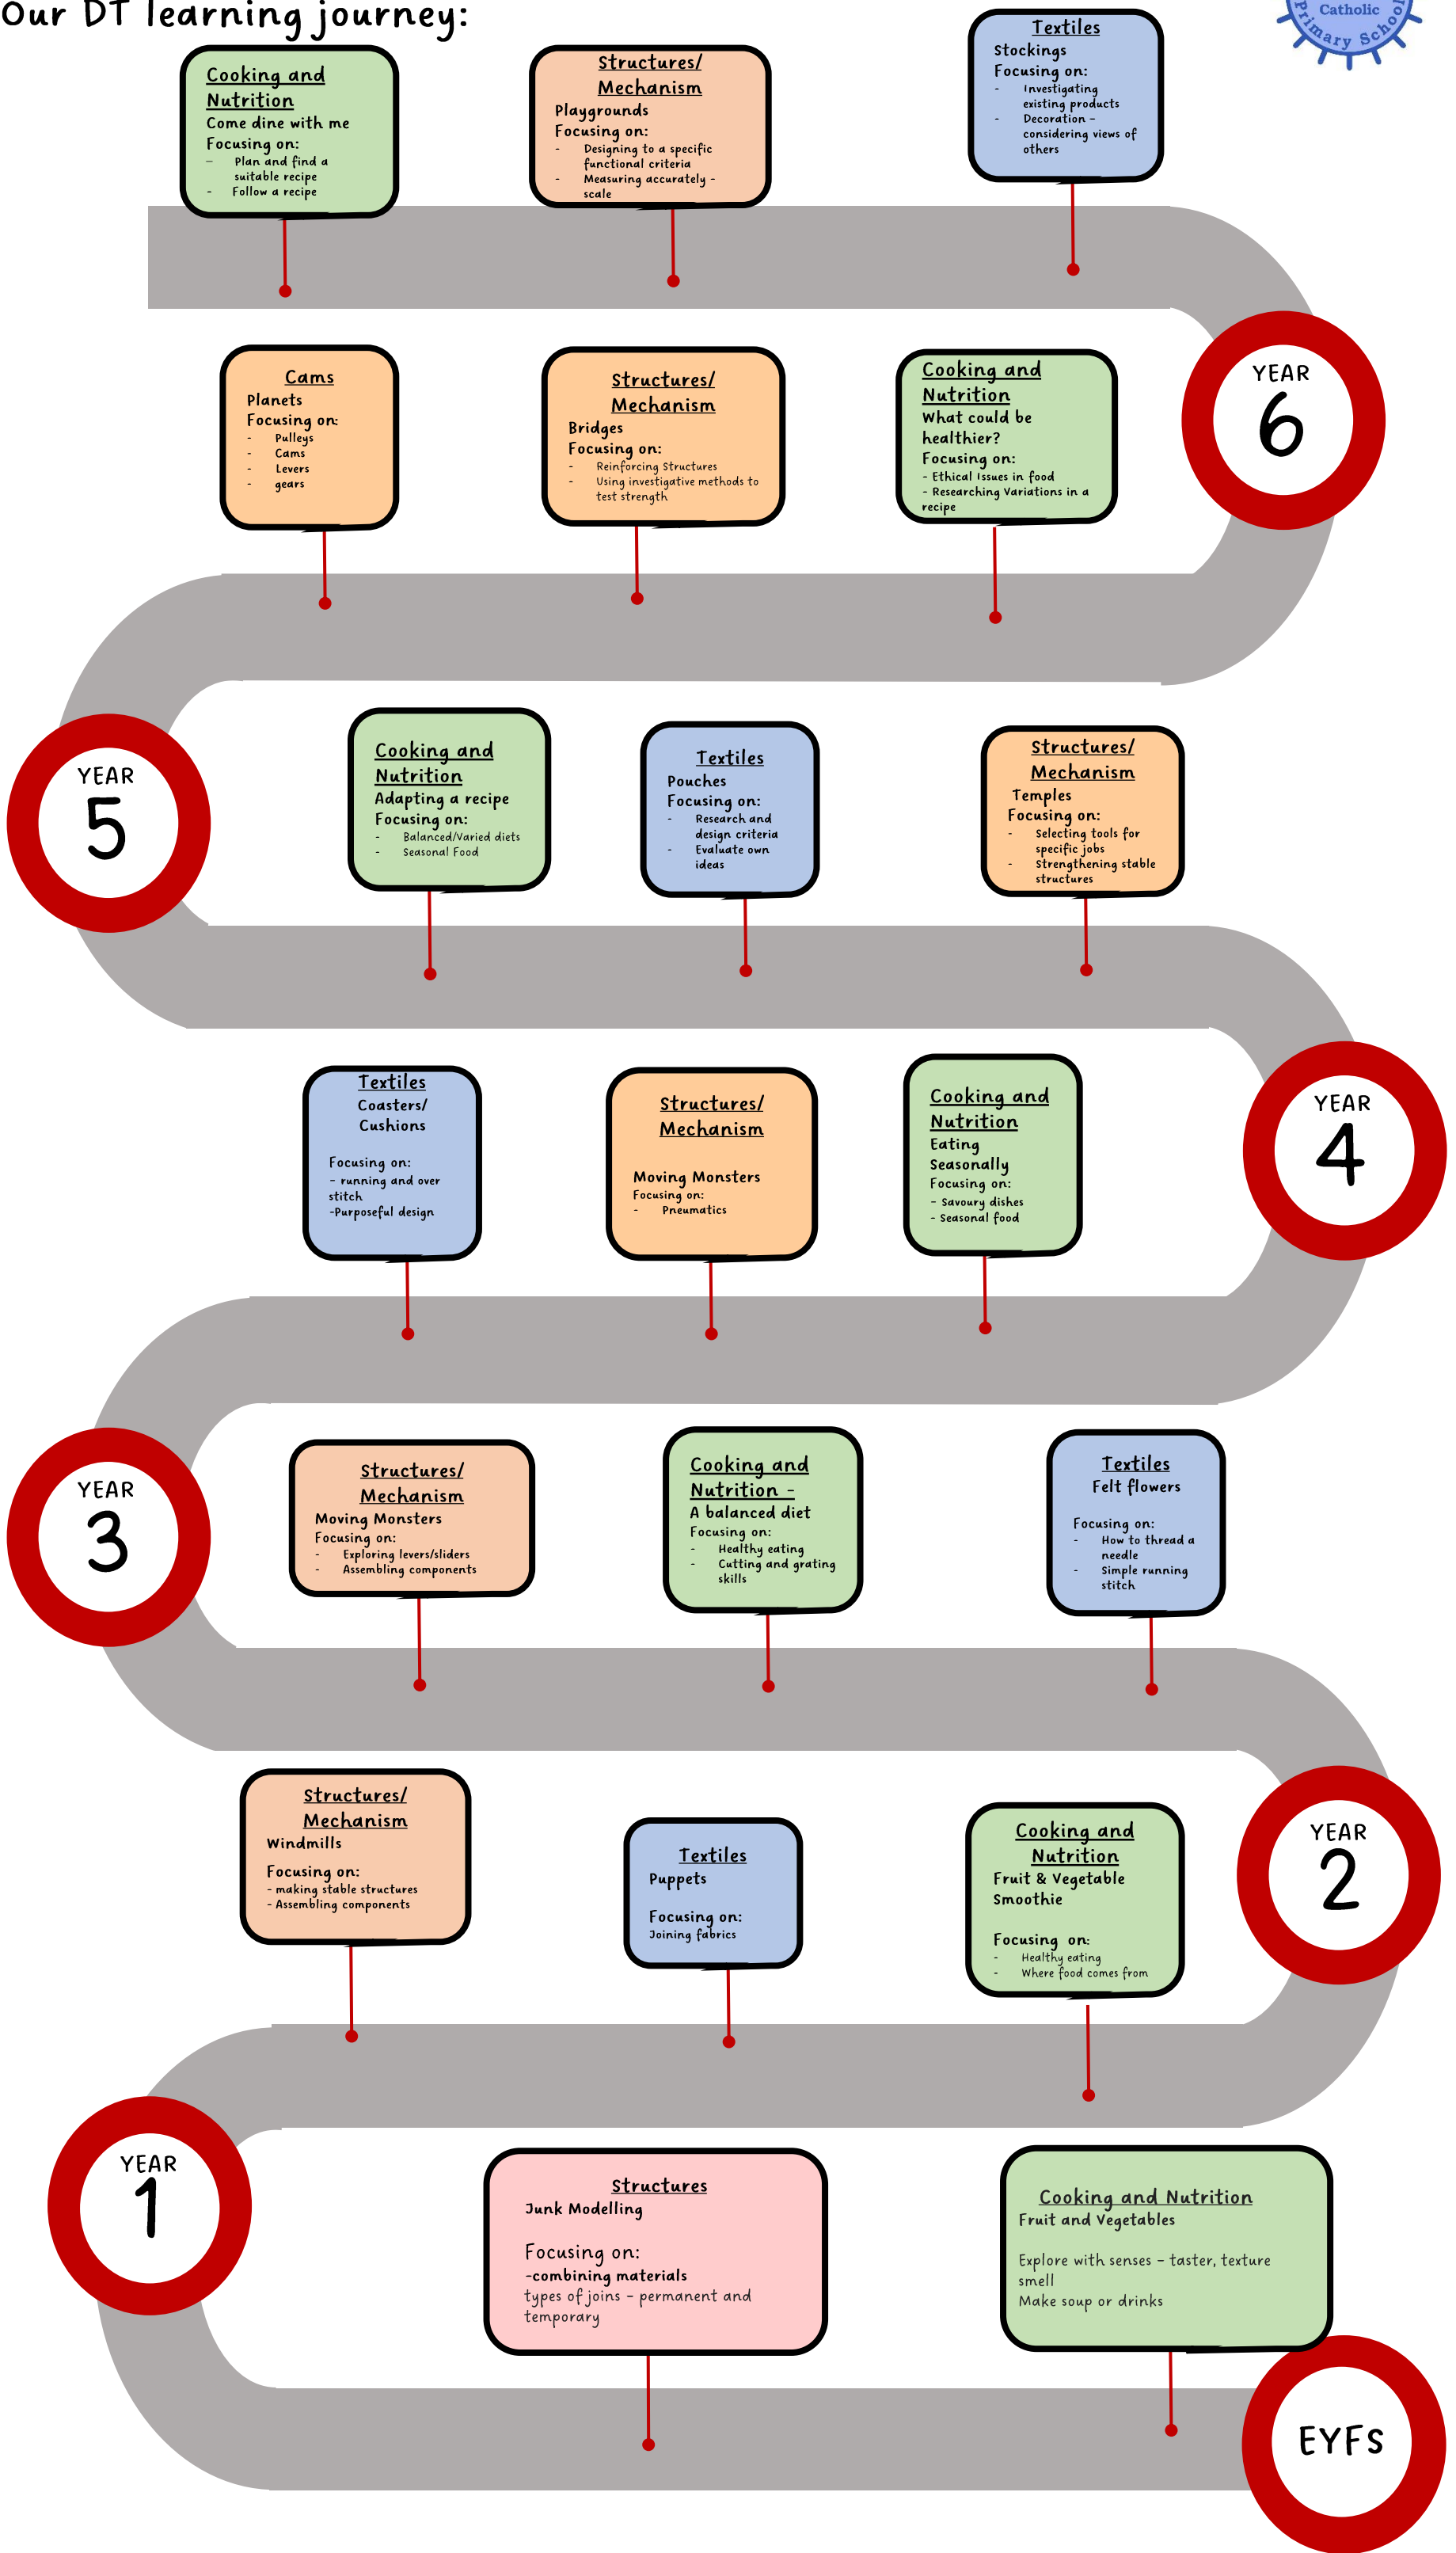 Our DT learning journey:
Catholic
Primary School
Cooking and
Nutrition
Come dine with me
Focusing on:
- Plan and find a
suitable recipe
- Follow a recipe
Structures/
Mechanism
Playgrounds
Focusing on:
- Designing to a specific
functional criteria
- Measuring accurately -
scale
Textiles
Stockings
Focusing on:
- Investigating
existing products
- Decoration -
considering views of
others
YEAR
6
Cams
Planets
Focusing on:
- Pulleys
- Cams
- Levers
- gears
Structures/
Mechanism
Bridges
Focusing on:
- Reinforcing Structures
- Using investigative methods to
test strength
Cooking and
Nutrition
What could be
healthier?
Focusing on:
- Ethical Issues in food
- Researching Variations in a
recipe
YEAR
5
Cooking and
Nutrition
Adapting a recipe
Focusing on:
- Balanced/Varied diets
- Seasonal Food
Textiles
Pouches
Focusing on:
- Research and
design criteria
- Evaluate own
ideas
Structures/
Mechanism
Temples
Focusing on:
- Selecting tools for
specific jobs
- Strengthening stable
structures
YEAR
4
Textiles
Coasters/
Cushions
Focusing on:
- running and over
stitch
-Purposeful design
Structures/
Mechanism
Moving Monsters
Focusing on:
- Pneumatics
Cooking and
Nutrition
Eating
Seasonally
Focusing on:
- Savoury dishes
- Seasonal food
YEAR
3
Structures/
Mechanism
Moving Monsters
Focusing on:
- Exploring levers/sliders
- Assembling components
Cooking and
Nutrition -
A balanced diet
Focusing on:
- Healthy eating
- Cutting and grating
skills
Textiles
Felt flowers
Focusing on:
- How to thread a
needle
- Simple running
stitch
YEAR
2
Structures/
Mechanism
Windmills
Focusing on:
- making stable structures
- Assembling components
Textiles
Puppets
Focusing on:
Joining fabrics
Cooking and
Nutrition
Fruit & Vegetable
Smoothie
Focusing on:
- Healthy eating
- Where food comes from
YEAR
1
Structures
Junk Modelling
Focusing on:
-combining materials
types of joins - permanent and
temporary
Cooking and Nutrition
Fruit and Vegetables
Explore with senses - taster, texture
smell
Make soup or drinks
EYFS